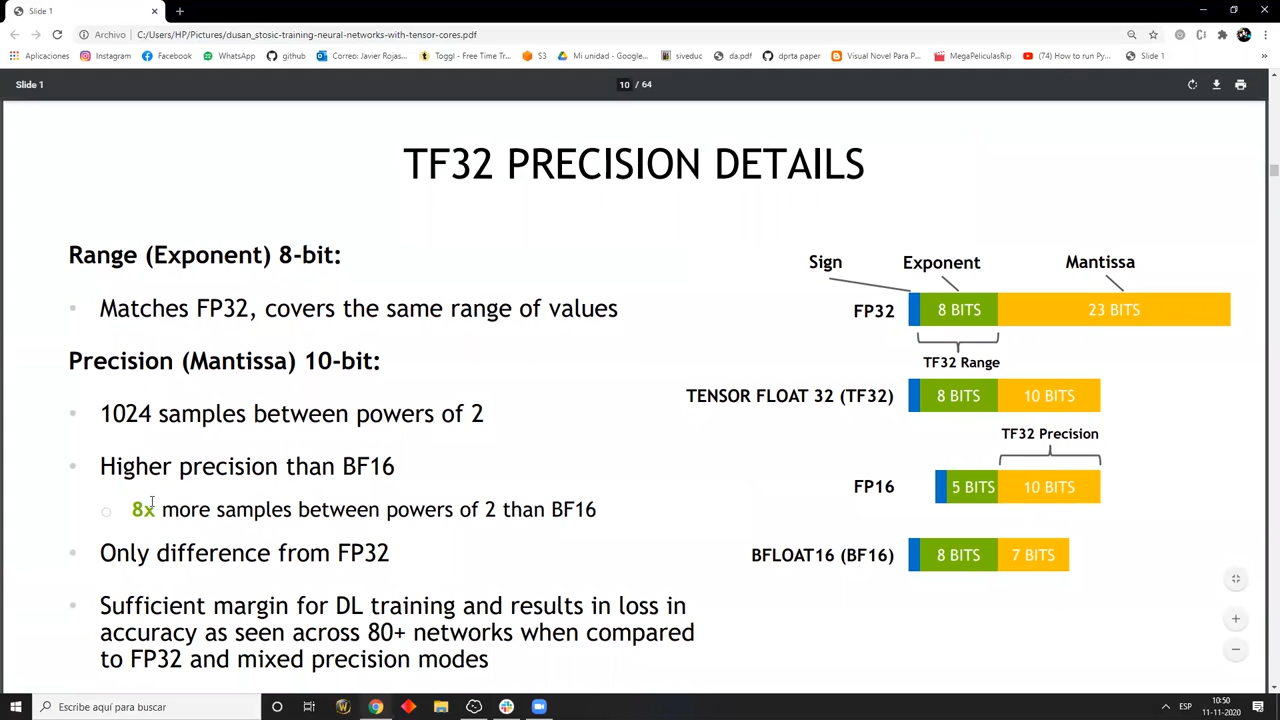 Slide 1
Archivo | C:/Users/HP/Pictures/dusan_stosic-training-neural-networks-with-tensor-cores.pdf
Aplicaciones Instagram Facebook WhatsApp github Correo: Javier Rojas... Toggl - Free Time Tr... S3 Mi unidad - Google... siveduc da.pdf dprta paper Visual Novel Para P... MegaPeliculasRip (74) How to run Py... Slide 1 »
Slide 1 10 / 64
TF32 PRECISION DETAILS
Range (Exponent) 8-bit:
Matches FP32, covers the same range of values
Precision (Mantissa) 10-bit:
1024 samples between powers of 2
Higher precision than BF16
8x more samples between powers of 2 than BF16
Only difference from FP32
Sufficient margin for DL training and results in loss in
accuracy as seen across 80+ networks when compared
to FP32 and mixed precision modes
Sign Exponent Mantissa
FP32 8 BITS 23 BITS
TF32 Range
TENSOR FLOAT 32 (TF32) 8 BITS 10 BITS
TF32 Precision
FP16 5 BITS 10 BITS
BFLOAT16 (BF16) 8 BITS 7 BITS
Escribe aquí para buscar
ESP
10:50
11-11-2020